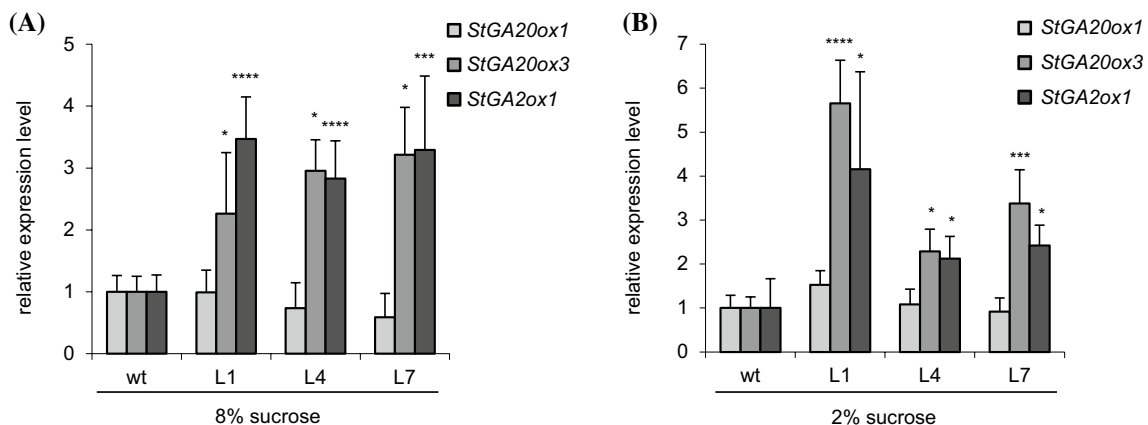 (A)
StGA20ox1
StGA20ox3
StGA2ox1
relative expression level
5
4
3
2
1
0
* **** * **** * ***
wt L1 L4 L7
8% sucrose
(B)
StGA20ox1
StGA20ox3
StGA2ox1
relative expression level
7
6
5
4
3
2
1
0
**** * * * *** *
wt L1 L4 L7
2% sucrose